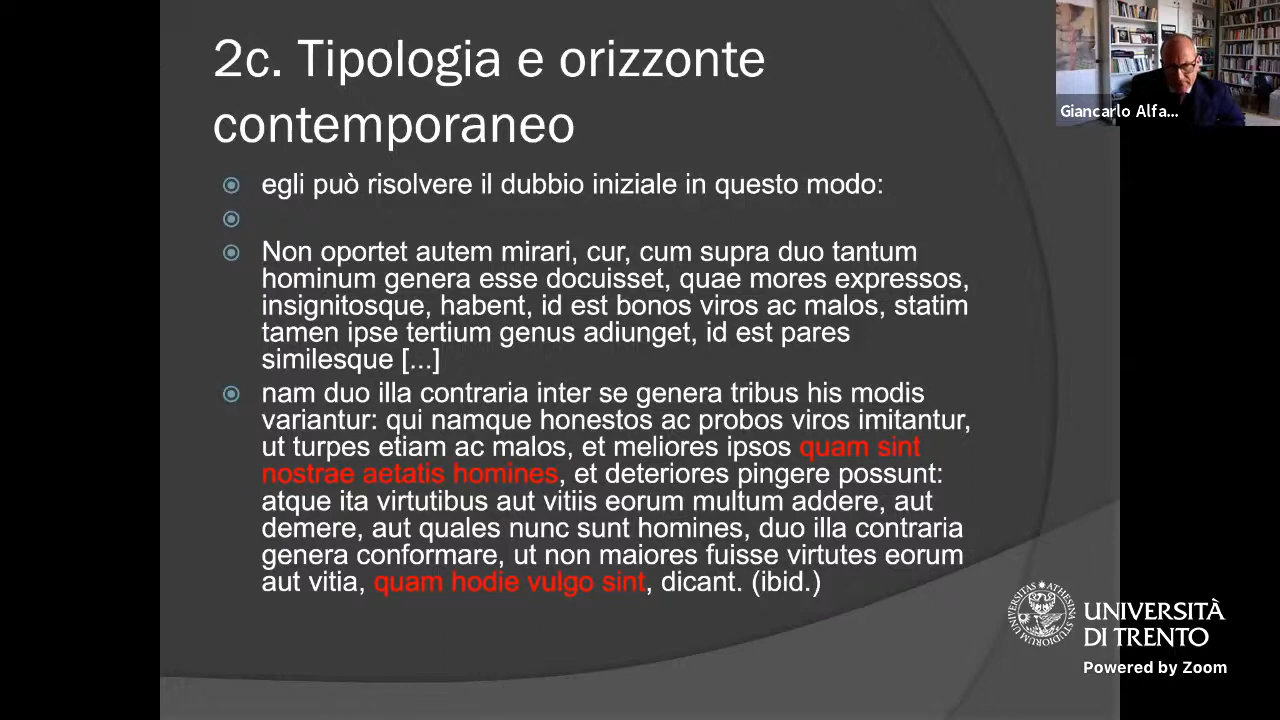 2c. Tipologia e orizzonte
contemporaneo
Giancarlo Alfa...
egli può risolvere il dubbio iniziale in questo modo:
Non oportet autem mirari, cur, cum supra duo tantum
hominum genera esse docuisset, quae mores expressos,
insignitosque, habent, id est bonos viros ac malos, statim
tamen ipse tertium genus adiunget, id est pares
similesque [...]
nam duo illa contraria inter se genera tribus his modis
variantur: qui namque honestos ac probos viros imitantur,
ut turpes etiam ac malos, et meliores ipsos quam sint
nostrae aetatis homines, et deteriores pingere possunt:
atque ita virtutibus aut vitiis eorum multum addere, aut
demere, aut quales nunc sunt homines, duo illa contraria
genera conformare, ut non maiores fuisse virtutes eorum
aut vitia, quam hodie vulgo sint, dicant. (ibid.)
UNIVERSITÀ
DI TRENTO
Powered by Zoom